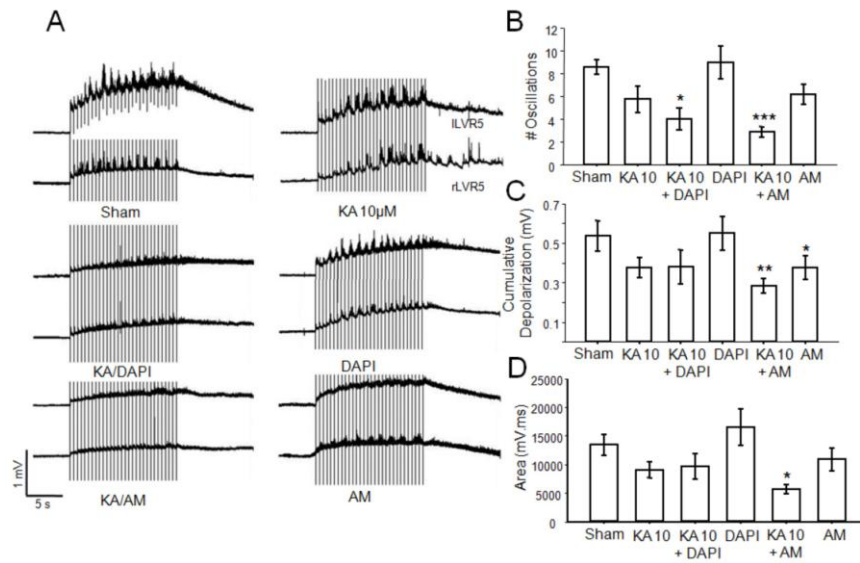 A
lLVR5
rLVR5
Sham
KA 10µM
KA/DAPI
DAPI
KA/AM
AM
1 mV
5 s
B
# Oscillations
12
10
8
6
4
2
0
*
***
Sham KA 10 KA 10 DAPI KA 10 AM
+ DAPI + AM
C
Cumulative
Depolarization (mV)
0.7
0.5
0.3
0.1
**
*
Sham KA 10 KA 10 DAPI KA 10 AM
+ DAPI + AM
D
Area (mV.ms)
25000
20000
15000
10000
5000
0
*
Sham KA 10 KA 10 DAPI KA 10 AM
+ DAPI + AM